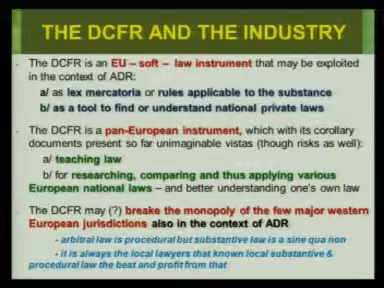 THE DCFR AND THE INDUSTRY
- The DCFR is an EU – soft – law instrument that may be exploited
in the context of ADR:
a/ as lex mercatoria or rules applicable to the substance
b/ as a tool to find or understand national private laws
- The DCFR is a pan-European instrument, which with its corollary
documents present so far unimaginable vistas (though risks as well):
a/ teaching law
b/ for researching, comparing and thus applying various
European national laws – and better understanding one's own law
- The DCFR may (?) breake the monopoly of the few major western
European jurisdictions also in the context of ADR
- arbitral law is procedural but substantive law is a sine qua non
- it is always the local lawyers that known local substantive &
procedural law the best and profit from that